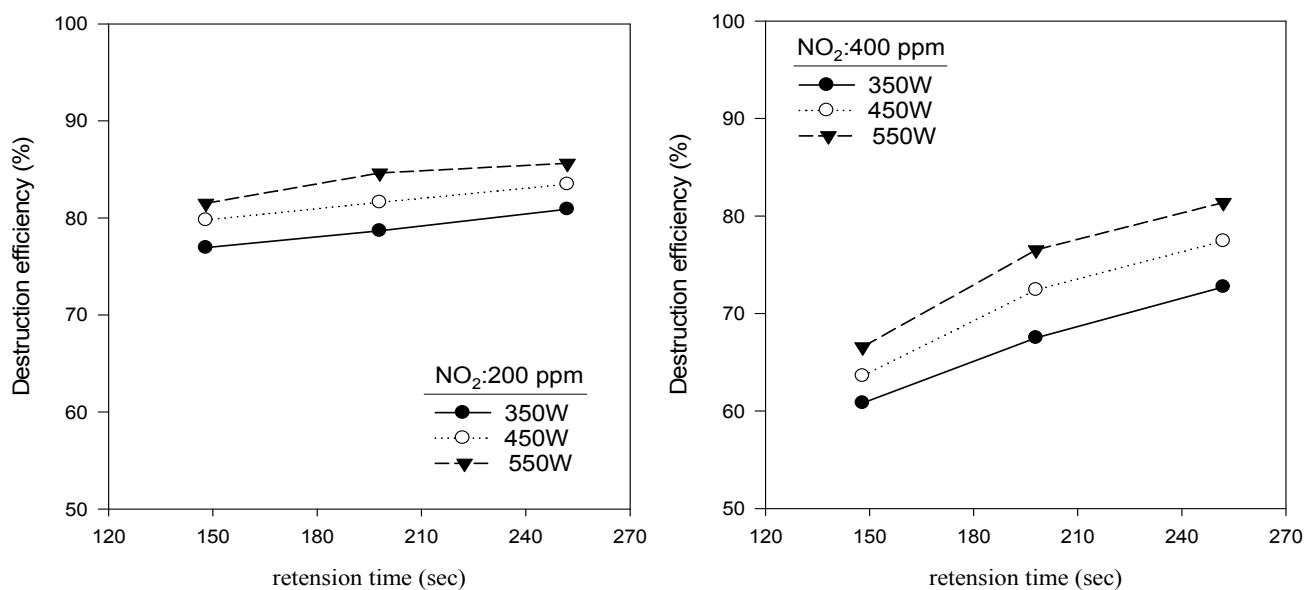 100
90
80
70
60
50
Destruction efficiency (%)
NO₂:200 ppm
350W
450W
550W
120 150 180 210 240 270
retension time (sec)
100
90
80
70
60
50
Destruction efficiency (%)
NO₂:400 ppm
350W
450W
550W
120 150 180 210 240 270
retension time (sec)